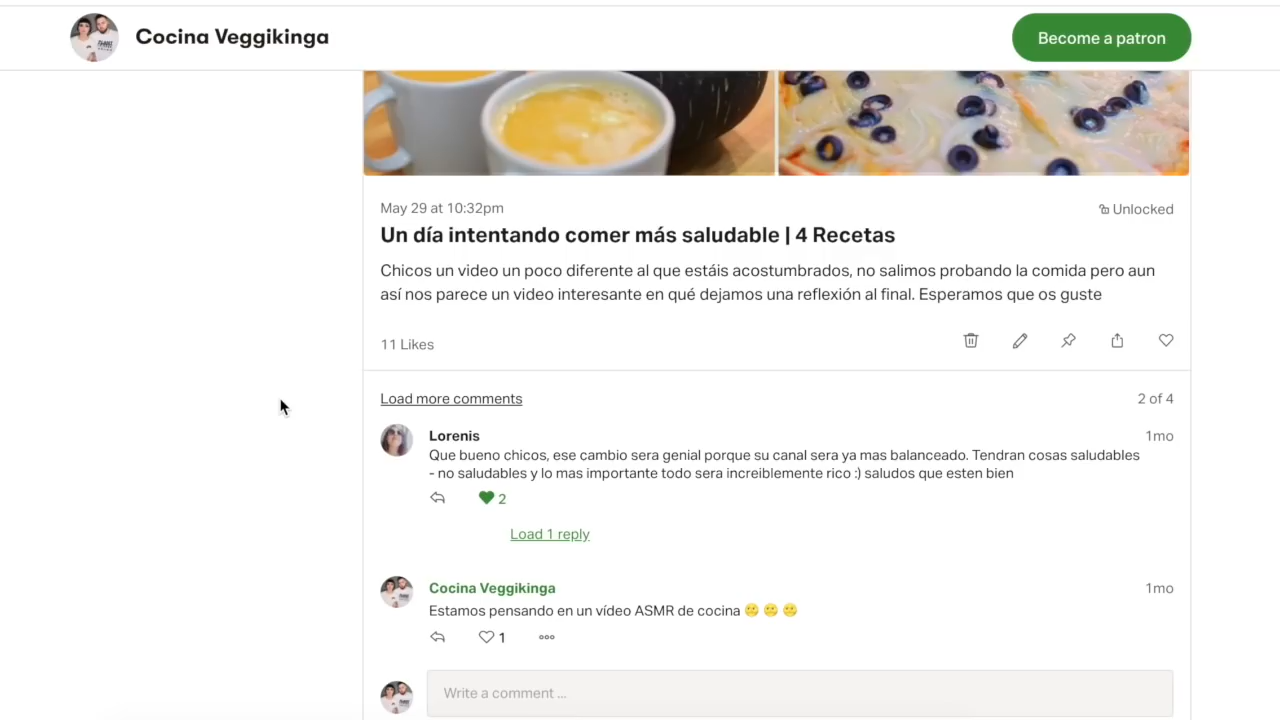 Cocina Veggikinga
Become a patron
May 29 at 10:32pm
Unlocked
Un día intentando comer más saludable | 4 Recetas
Chicos un video un poco diferente al que estáis acostumbrados, no salimos probando la comida pero aun
así nos parece un video interesante en qué dejamos una reflexión al final. Esperamos que os guste
11 Likes
Load more comments
2 of 4
Lorenis
1mo
Que bueno chicos, ese cambio sera genial porque su canal sera ya mas balanceado. Tendran cosas saludables
- no saludables y lo mas importante todo sera increiblemente rico :) saludos que esten bien
2
Load 1 reply
Cocina Veggikinga
1mo
Estamos pensando en un vídeo ASMR de cocina 🤫 🤫 🤫
1
Write a comment ...